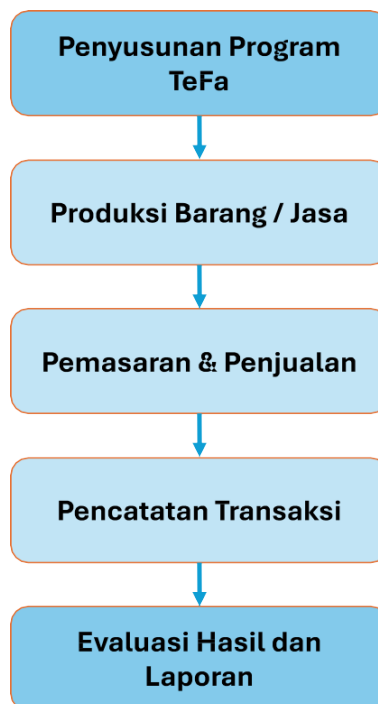 Penyusunan Program
TeFa
Produksi Barang / Jasa
Pemasaran & Penjualan
Pencatatan Transaksi
Evaluasi Hasil dan
Laporan